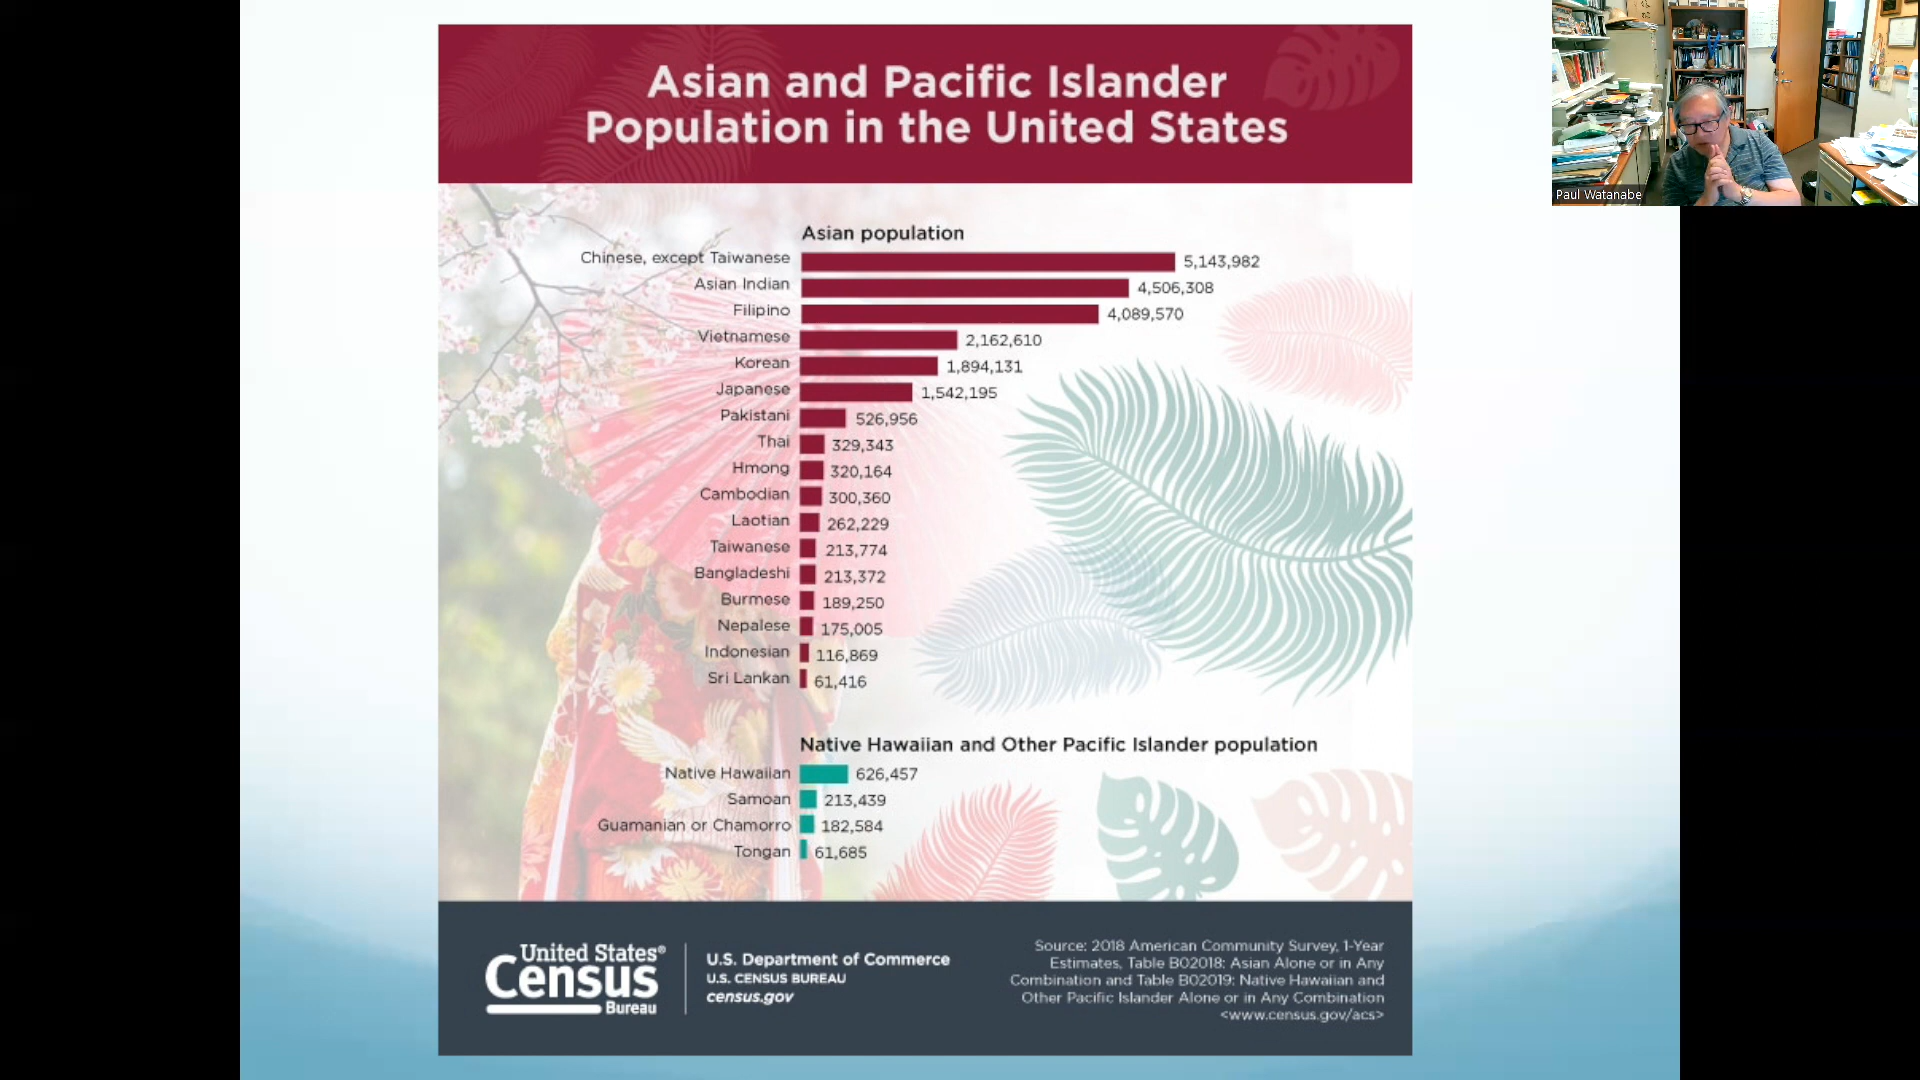 Asian and Pacific Islander
Population in the United States
Paul Watanabe
Asian population
Chinese, except Taiwanese 5,143,982
Asian Indian 4,506,308
Filipino 4,089,570
Vietnamese 2,162,610
Korean 1,894,131
Japanese 1,542,195
Pakistani 526,956
Thai 329,343
Hmong 320,164
Cambodian 300,360
Laotian 262,229
Taiwanese 213,774
Bangladeshi 213,372
Burmese 189,250
Nepalese 175,005
Indonesian 116,869
Sri Lankan 61,416
Native Hawaiian and Other Pacific Islander population
Native Hawaiian 626,457
Samoan 213,439
Guamanian or Chamorro 182,584
Tongan 61,685
United States®
Census
Bureau
U.S. Department of Commerce
U.S. CENSUS BUREAU
census.gov
Source: 2018 American Community Survey, 1-Year
Estimates, Table B02018: Asian Alone or in Any
Combination and Table B02019: Native Hawaiian and
Other Pacific Islander Alone or in Any Combination
<www.census.gov/acs>